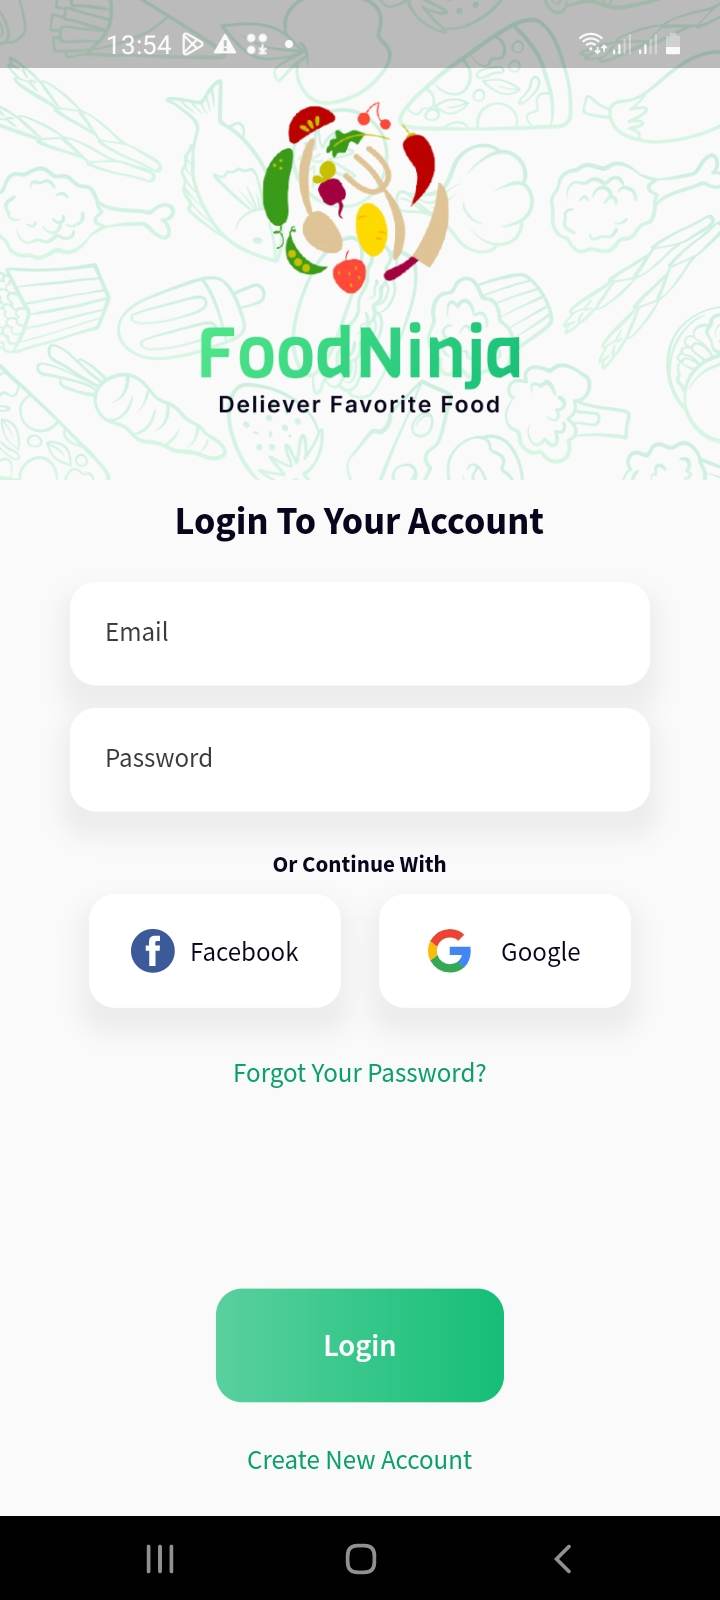 13:54
FoodNinja
Deliever Favorite Food
Login To Your Account
Email
Password
Or Continue With
Facebook
Google
Forgot Your Password?
Login
Create New Account